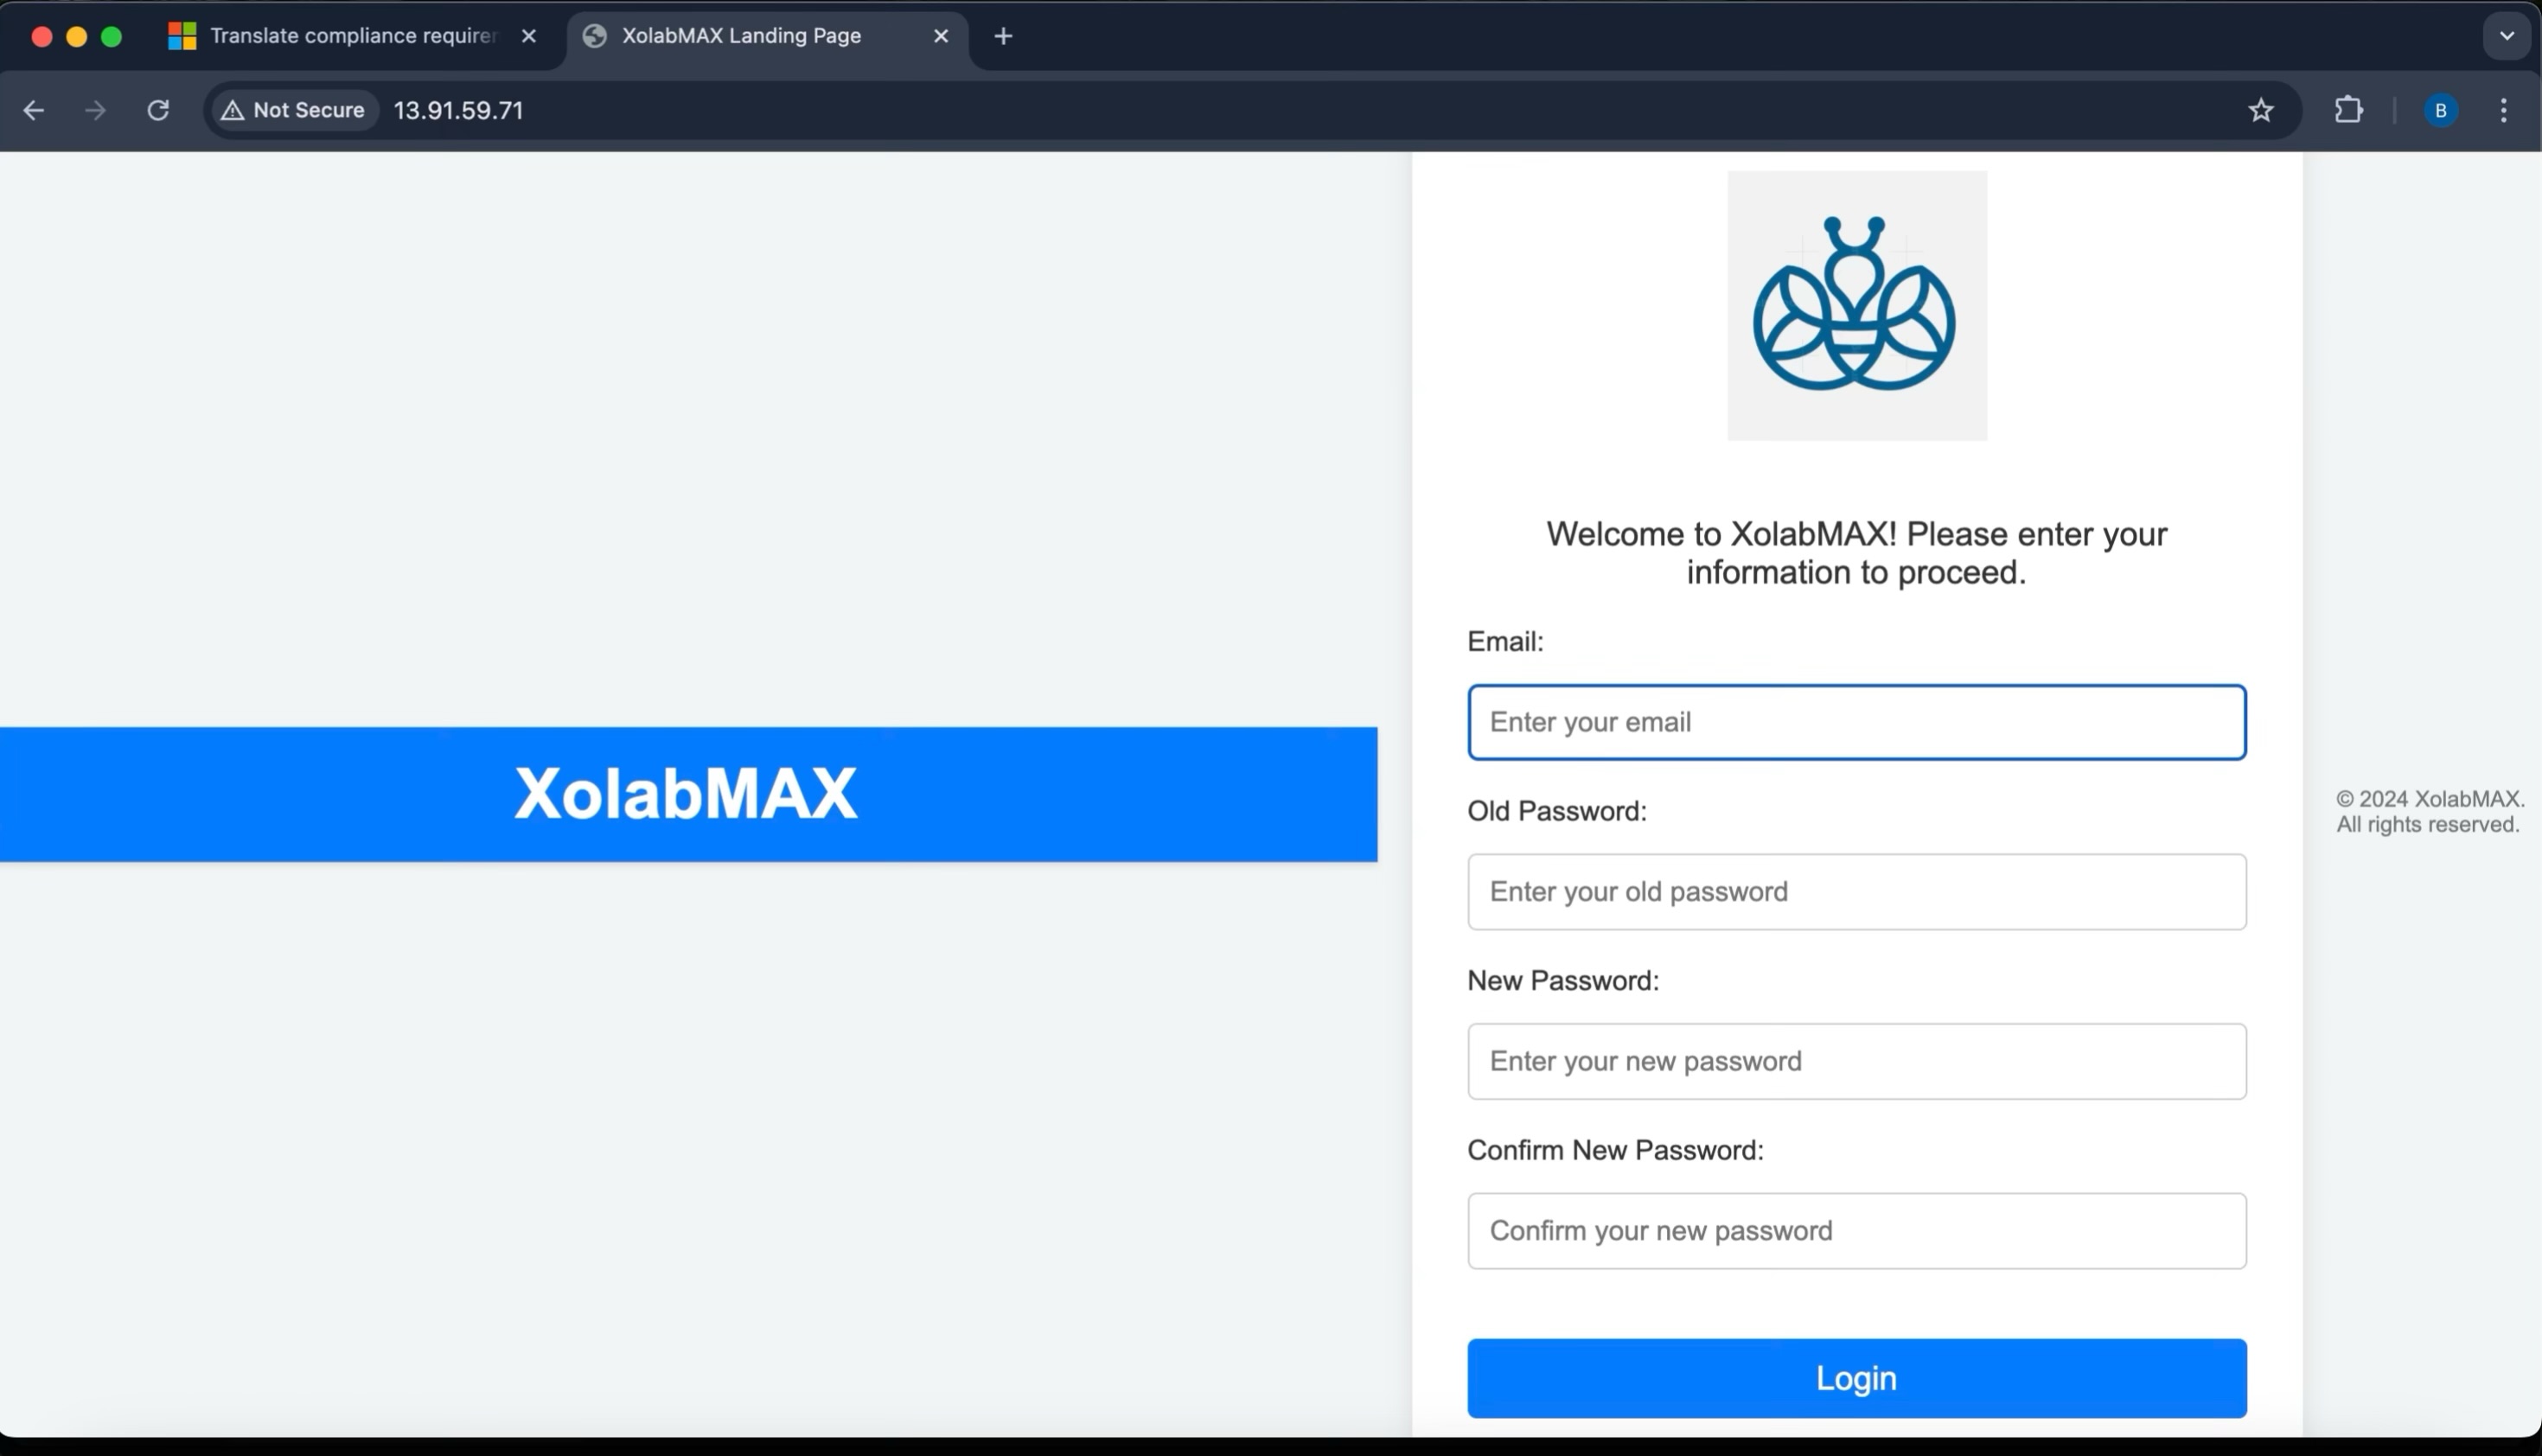 Translate compliance requirer
XolabMAX Landing Page
Not Secure
13.91.59.71
B
XolabMAX
Welcome to XolabMAX! Please enter your
information to proceed.
Email:
Enter your email
Old Password:
Enter your old password
New Password:
Enter your new password
Confirm New Password:
Confirm your new password
Login
© 2024 XolabMAX.
All rights reserved.